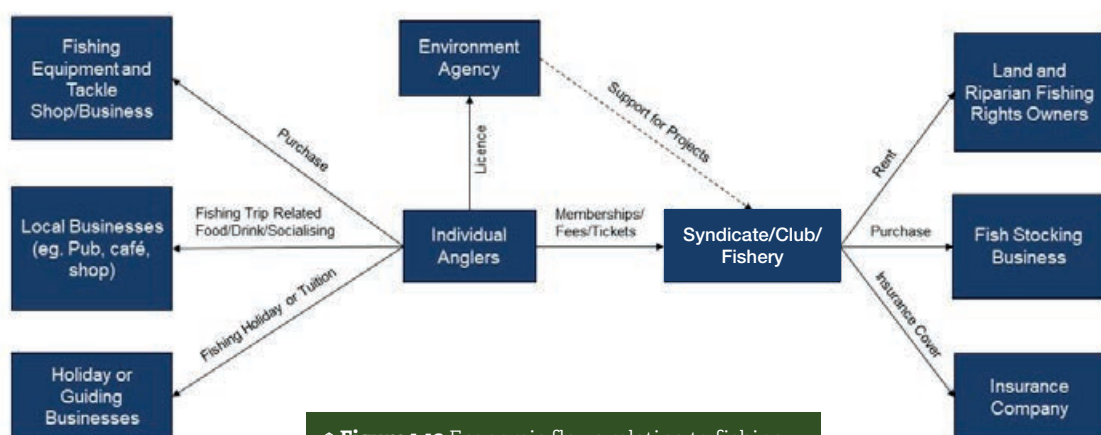 Fishing
Equipment and
Tackle
Shop/Business
Environment
Agency
Land and
Riparian Fishing
Rights Owners
Purchase
Licence
Support for Projects
Rent
Local Businesses
(eg. Pub, café,
shop)
Fishing Trip Related
Food/Drink/Socialising
Individual
Anglers
Memberships/
Fees/Tickets
Syndicate/Club/
Fishery
Purchase
Fish Stocking
Business
Fishing Holiday or Tuition
Insurance Cover
Holiday or
Guiding
Businesses
Insurance
Company